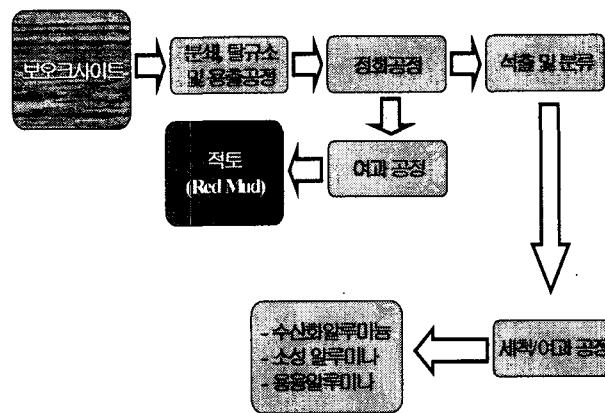 보오크사이트
분쇄, 탈규소
및 용출공정
정화공정
석출 및 분류
적토
(Red Mud)
여과 공정
- 수산화알루미늄
- 소성 알루미나
- 용융알루미나
세척/여과 공정